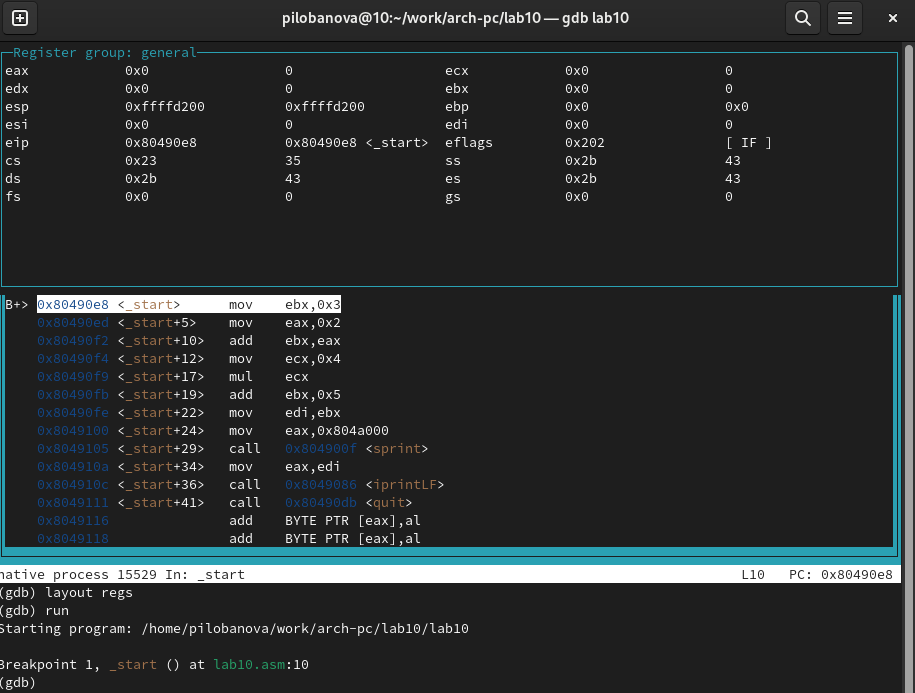 pilobanova@10:~/work/arch-pc/lab10 — gdb lab10
Register group: general
eax 0x0 0 ecx 0x0 0
edx 0x0 0 ebx 0x0 0
esp 0xffffd200 0xffffd200 ebp 0x0 0x0
esi 0x0 0 edi 0x0 0
eip 0x80490e8 0x80490e8 <_start> eflags 0x202 [ IF ]
cs 0x23 35 ss 0x2b 43
ds 0x2b 43 es 0x2b 43
fs 0x0 0 gs 0x0 0
B+> 0x80490e8 <_start> mov ebx,0x3
0x80490ed <_start+5> mov eax,0x2
0x80490f2 <_start+10> add ebx,eax
0x80490f4 <_start+12> mov ecx,0x4
0x80490f9 <_start+17> mul ecx
0x80490fb <_start+19> add ebx,0x5
0x80490fe <_start+22> mov edi,ebx
0x8049100 <_start+24> mov eax,0x804a000
0x8049105 <_start+29> call 0x804900f <sprint>
0x804910a <_start+34> mov eax,edi
0x804910c <_start+36> call 0x8049086 <iprintLF>
0x8049111 <_start+41> call 0x80490db <quit>
0x8049116 add BYTE PTR [eax],al
0x8049118 add BYTE PTR [eax],al
native process 15529 In: _start L10 PC: 0x80490e8
(gdb) layout regs
(gdb) run
Starting program: /home/pilobanova/work/arch-pc/lab10/lab10
Breakpoint 1, _start () at lab10.asm:10
(gdb)